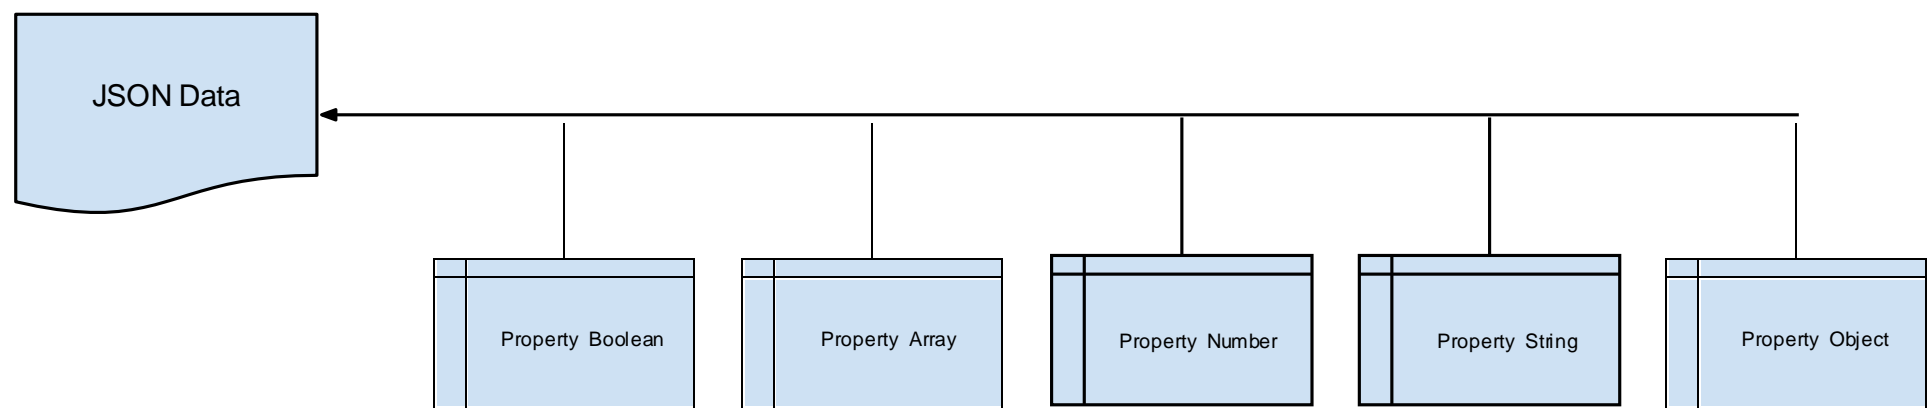 JSON Data
Property Boolean
Property Array
Property Number
Property String
Property Object